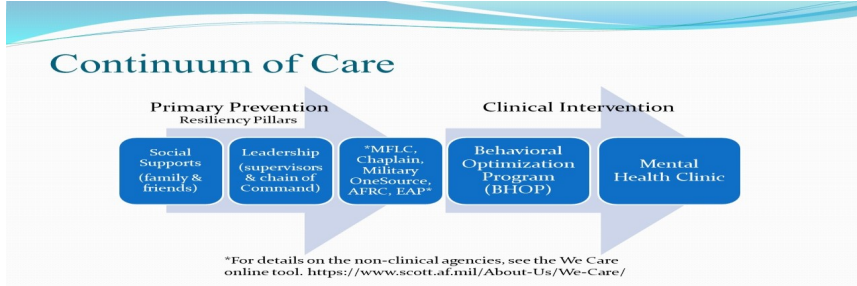 Continuum of Care
Primary Prevention
Resiliency Pillars
Social
Supports
(family &
friends)
Leadership
(supervisors
& chain of
Command)
*MFLC,
Chaplain,
Military
OneSource,
AFRC, EAP*
Clinical Intervention
Behavioral
Optimization
Program
(BHOP)
Mental
Health Clinic
*For details on the non-clinical agencies, see the We Care
online tool. https://www.scott.af.mil/About-Us/We-Care/